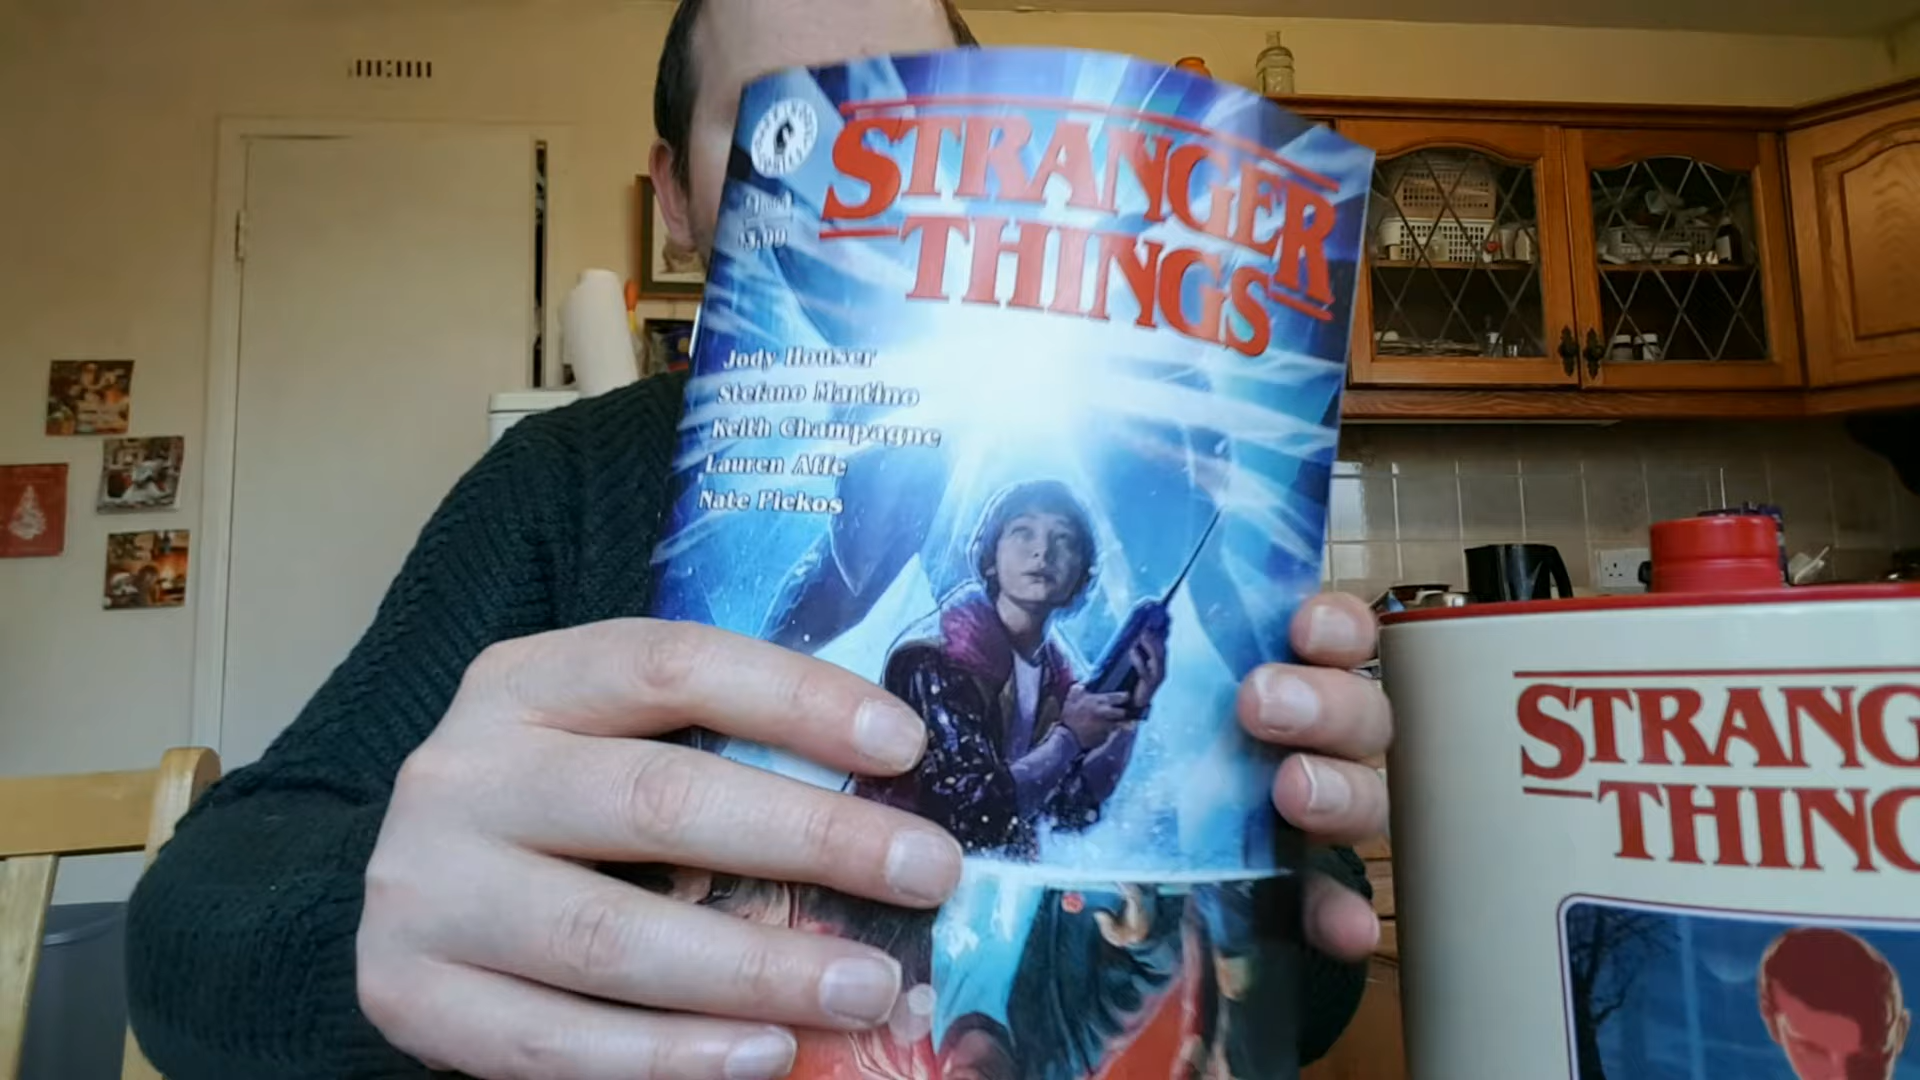 STRANGER
THINGS
$3.99
Jody Houser
Stefano Martino
Keith Champagne
Lauren Affe
Nate Piekos
STRANG
THING